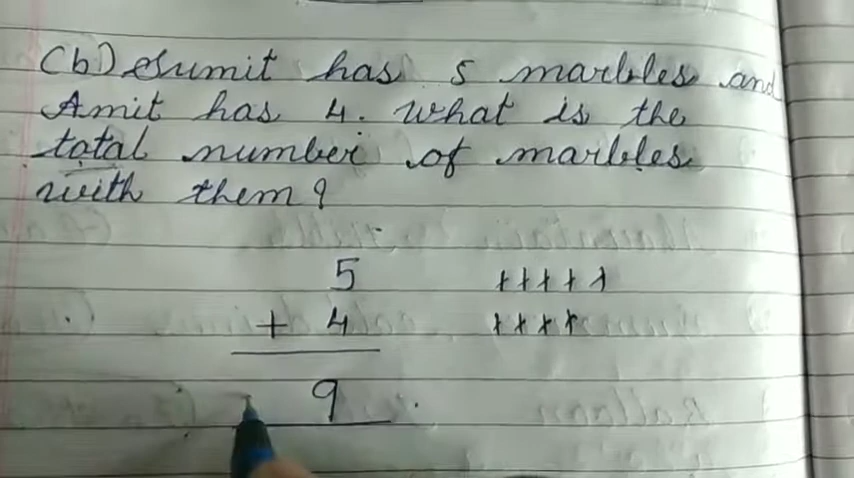 (b) Sumit has 5 marbles and
Amit has 4. What is the
total number of marbles
with them?
5
+ 4
9